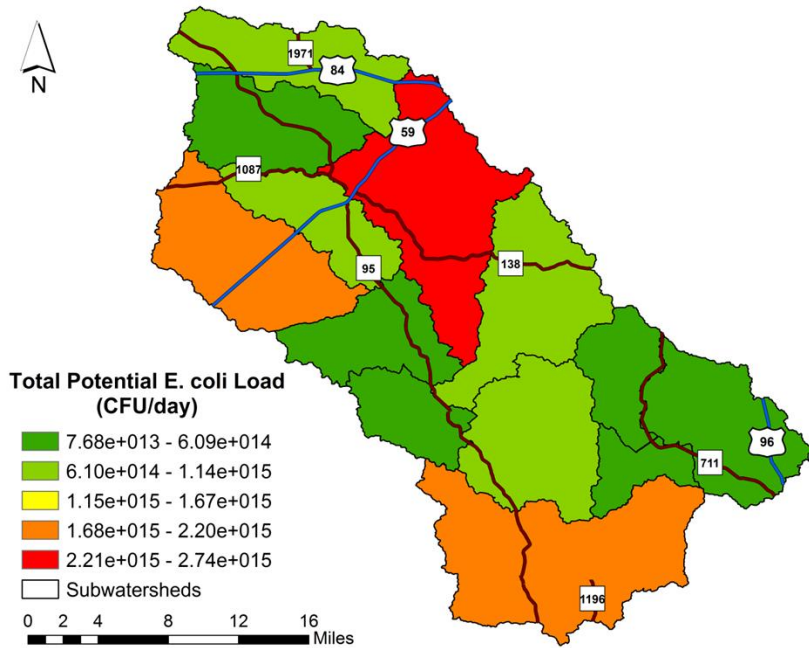 N
1971
84
59
1087
95
138
711
96
1196
Total Potential E. coli Load
(CFU/day)
7.68e+013 - 6.09e+014
6.10e+014 - 1.14e+015
1.15e+015 - 1.67e+015
1.68e+015 - 2.20e+015
2.21e+015 - 2.74e+015
Subwatersheds
0 2 4 8 12 16
Miles